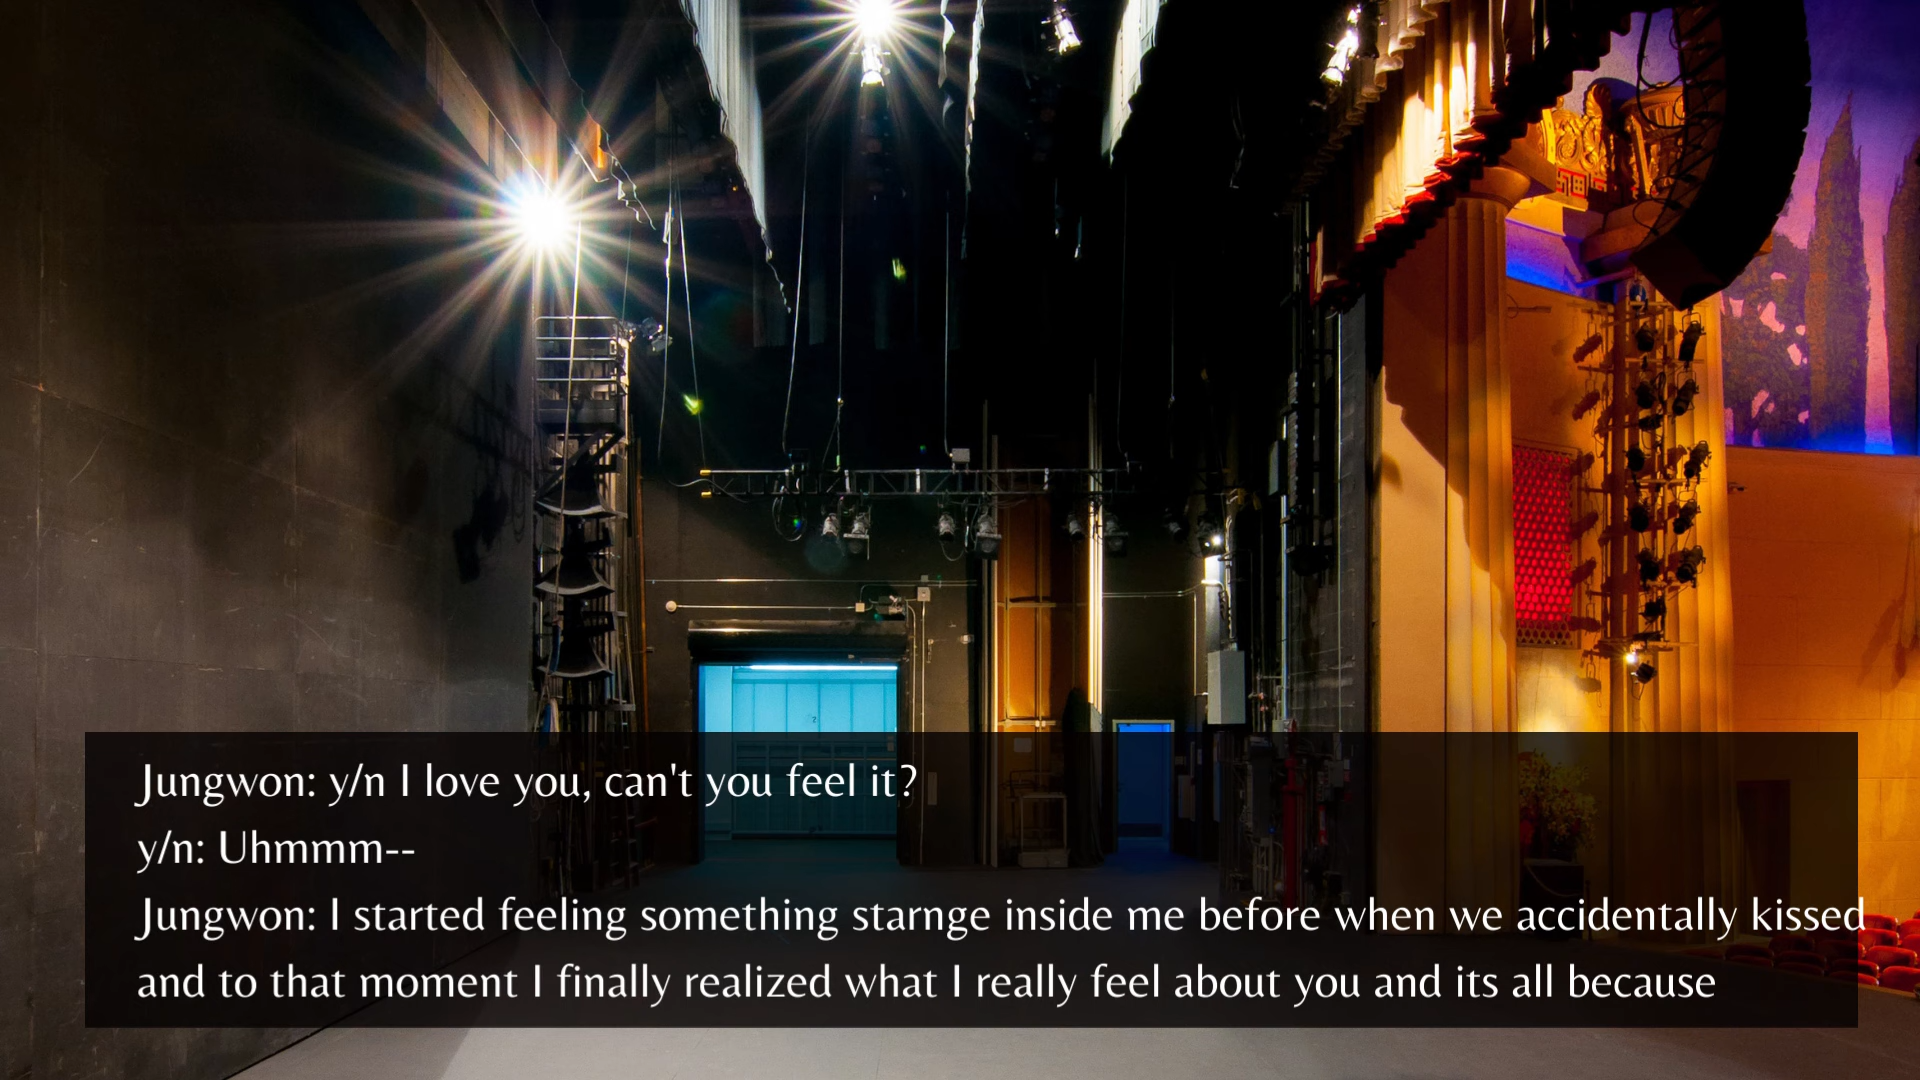 Jungwon: y/n I love you, can't you feel it?
y/n: Uhmmm--
Jungwon: I started feeling something starnge inside me before when we accidentally kissed
and to that moment I finally realized what I really feel about you and its all because